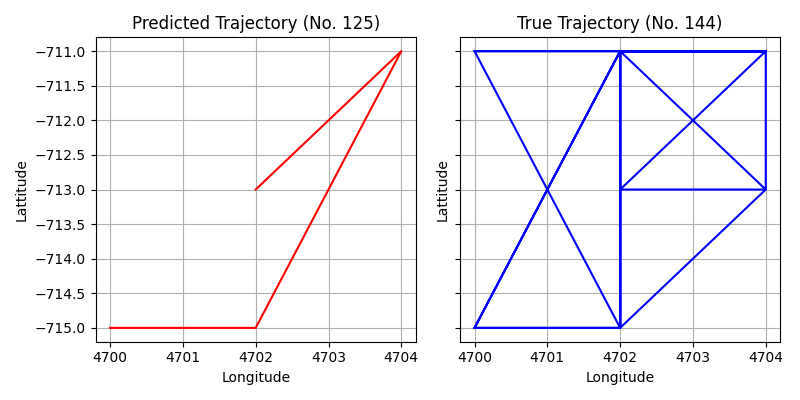 Predicted Trajectory (No. 125)
Lattitude
−711.0
−711.5
−712.0
−712.5
−713.0
−713.5
−714.0
−714.5
−715.0
4700 4701 4702 4703 4704
Longitude
True Trajectory (No. 144)
Lattitude
4700 4701 4702 4703 4704
Longitude